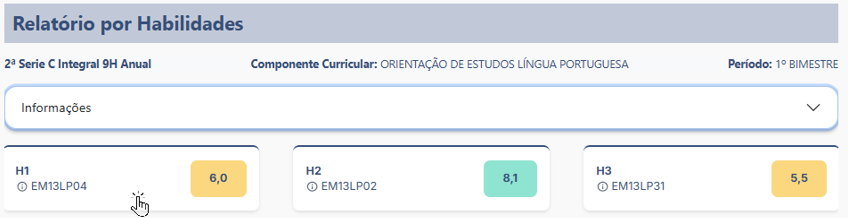 Relatório por Habilidades
2ª Serie C Integral 9H Anual Componente Curricular: ORIENTAÇÃO DE ESTUDOS LÍNGUA PORTUGUESA Período: 1º BIMESTRE
Informações
H1
EM13LP04
6,0
H2
EM13LP02
8,1
H3
EM13LP31
5,5